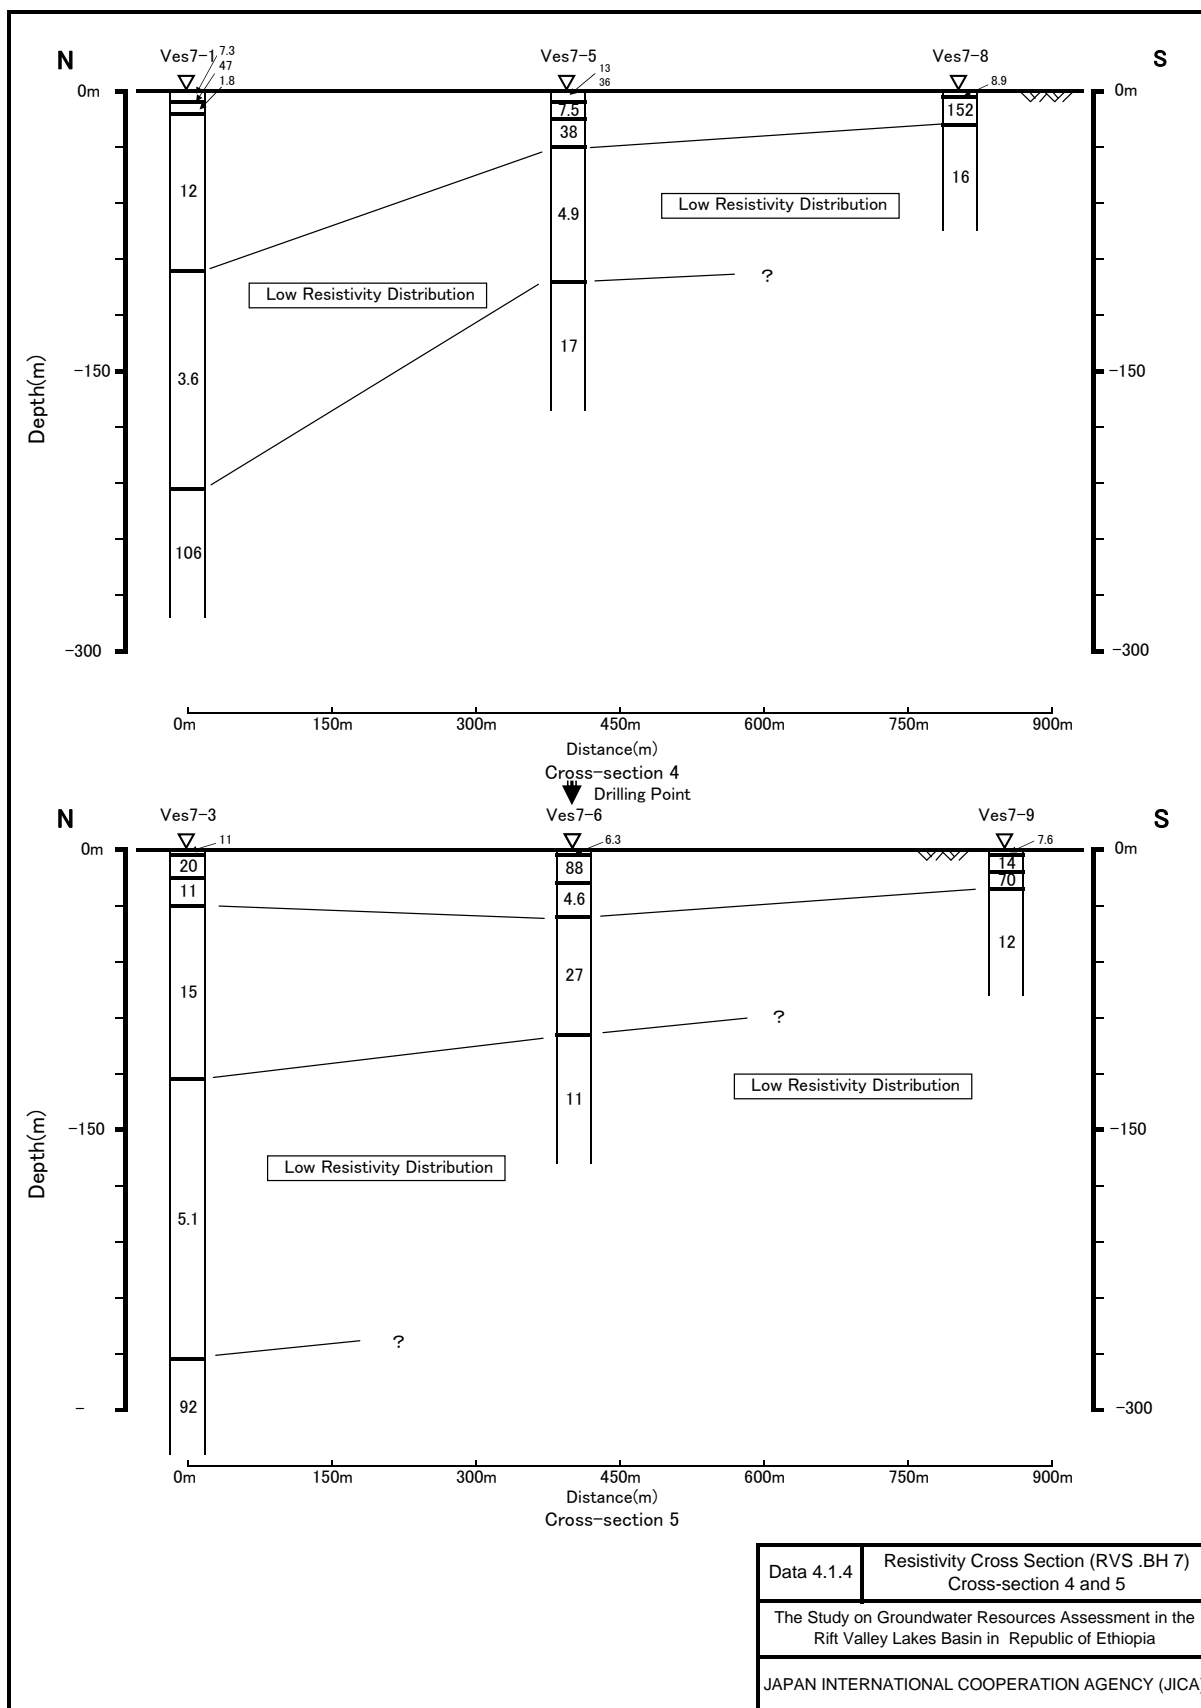 N
Ves7-1
7.3
47
1.8
Ves7-5
13
36
Ves7-8
8.9
S
0m
0m
7.5
152
38
12
16
4.9
Low Resistivity Distribution
?
Low Resistivity Distribution
17
Depth(m)
-150
-150
3.6
106
-300
-300
0m 150m 300m 450m 600m 750m 900m
Distance(m)
Cross-section 4
Drilling Point
N
Ves7-3
11
Ves7-6
6.3
Ves7-9
7.6
S
0m
0m
20
88
14
11
4.6
70
12
15
27
?
11
Low Resistivity Distribution
Depth(m)
-150
-150
Low Resistivity Distribution
5.1
?
-
92
-300
0m 150m 300m 450m 600m 750m 900m
Distance(m)
Cross-section 5
Data 4.1.4
Resistivity Cross Section (RVS .BH 7)
Cross-section 4 and 5
The Study on Groundwater Resources Assessment in the
Rift Valley Lakes Basin in Republic of Ethiopia
JAPAN INTERNATIONAL COOPERATION AGENCY (JICA)